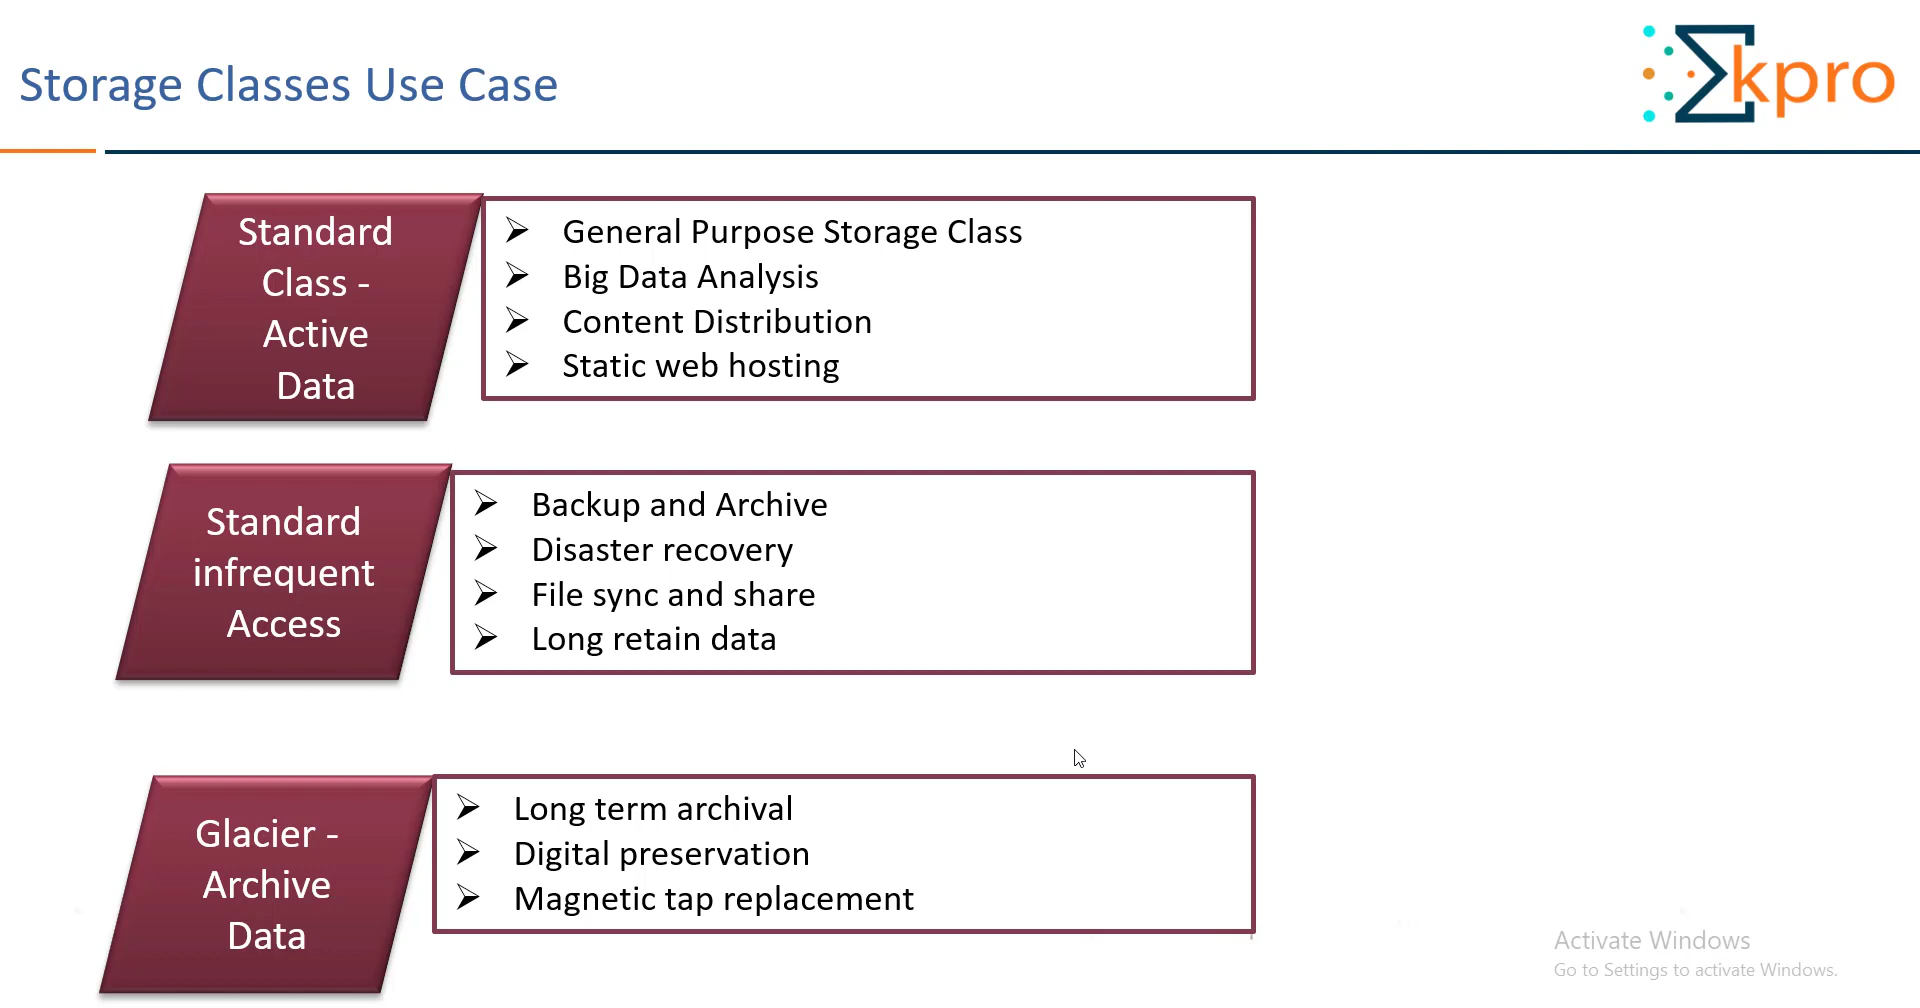 Storage Classes Use Case
Σkpro
Standard
Class -
Active
Data
➢ General Purpose Storage Class
➢ Big Data Analysis
➢ Content Distribution
➢ Static web hosting
Standard
infrequent
Access
➢ Backup and Archive
➢ Disaster recovery
➢ File sync and share
➢ Long retain data
Glacier -
Archive
Data
➢ Long term archival
➢ Digital preservation
➢ Magnetic tap replacement
Activate Windows
Go to Settings to activate Windows.